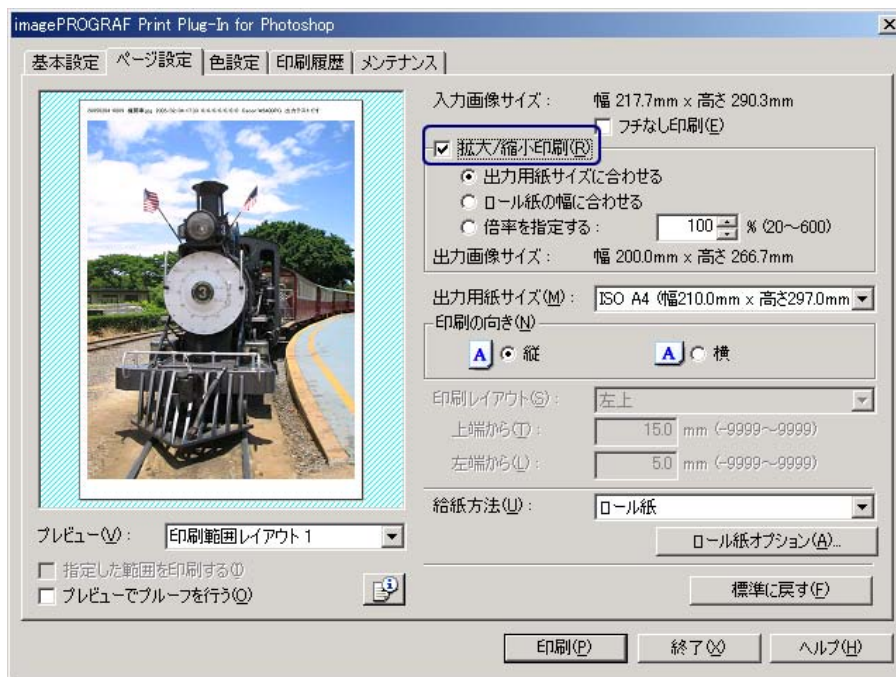 imagePROGRAF Print Plug-In for Photoshop
基本設定 ページ設定 色設定 印刷履歴 メンテナンス
入力画像サイズ： 幅 217.7mm x 高さ 290.3mm
フチなし印刷(E)
拡大/縮小印刷(R)
出力用紙サイズに合わせる
ロール紙の幅に合わせる
倍率を指定する： 100 % (20～600)
出力画像サイズ： 幅 200.0mm x 高さ 266.7mm
出力用紙サイズ(M)： ISO A4 (幅210.0mm x 高さ297.0mm
印刷の向き(N)
A 縦 A 横
印刷レイアウト(S)： 左上
上端から(T)： 15.0 mm (-9999～9999)
左端から(L)： 5.0 mm (-9999～9999)
給紙方法(U)： ロール紙
ロール紙オプション(A)...
標準に戻す(F)
3
プレビュー(V)： 印刷範囲レイアウト 1
指定した範囲を印刷する(I)
プレビューでプルーフを行う(O)
印刷(P) 終了(X) ヘルプ(H)